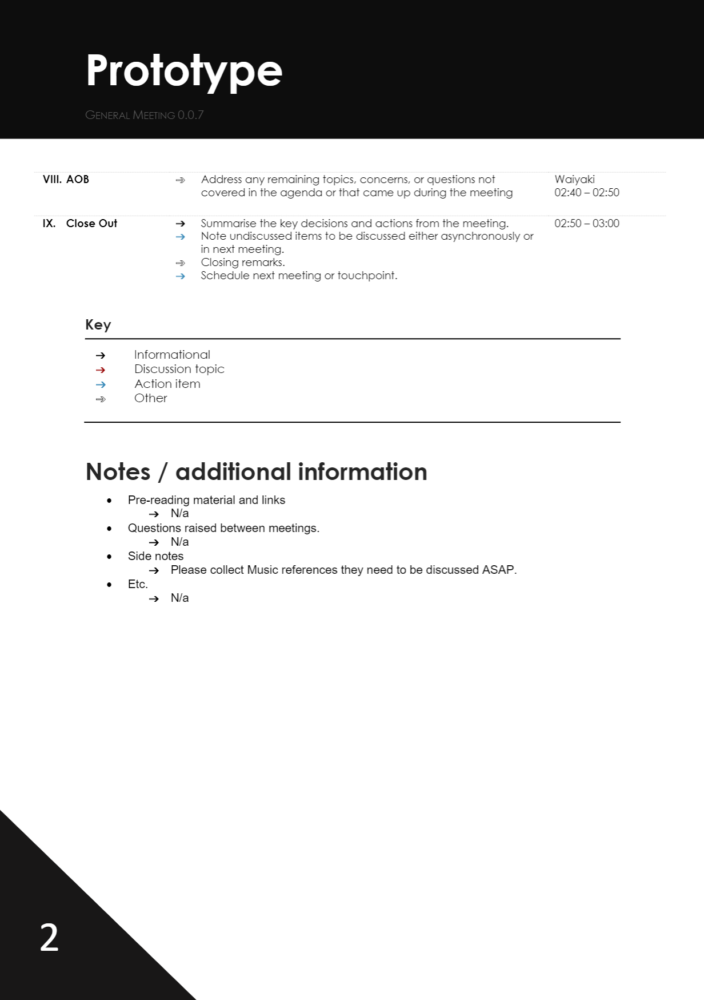 Prototype
GENERAL MEETING 0.0.7
VIII. AOB
⇒ Address any remaining topics, concerns, or questions not
covered in the agenda or that came up during the meeting
Waiyaki
02:40 – 02:50
IX. Close Out
➔ Summarise the key decisions and actions from the meeting.
➔ Note undiscussed items to be discussed either asynchronously or
in next meeting.
⇒ Closing remarks.
➔ Schedule next meeting or touchpoint.
02:50 – 03:00
Key
➔ Informational
➔ Discussion topic
➔ Action item
⇒ Other
Notes / additional information
• Pre-reading material and links
➔ N/a
• Questions raised between meetings.
➔ N/a
• Side notes
➔ Please collect Music references they need to be discussed ASAP.
• Etc.
➔ N/a
2